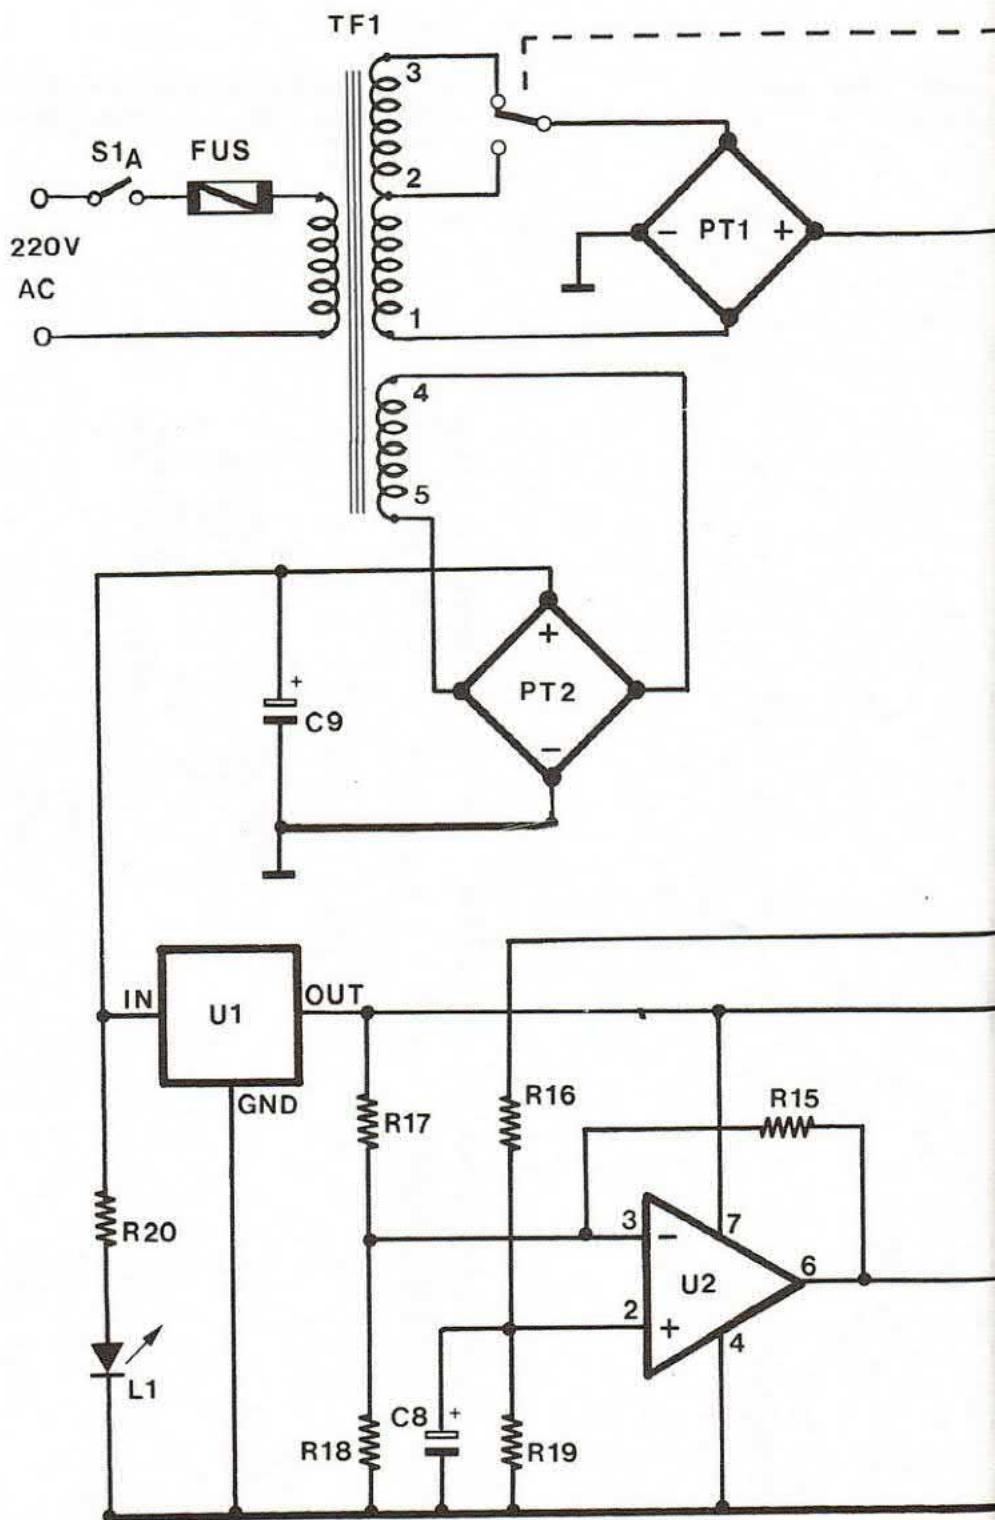 TF1
3
S1A
FUS
2
220V
AC
- PT1 +
1
4
5
+
PT2
-
+
C9
IN
U1
OUT
GND
R17
R16
R15
R20
3
-
7
U2
6
2
+
4
L1
C8
+
R18
R19